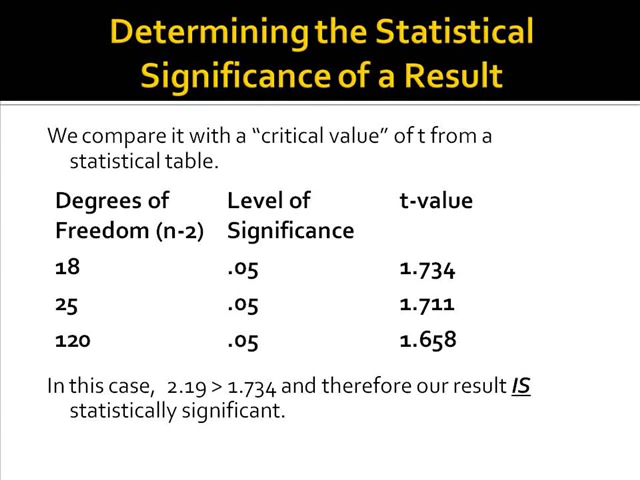 Determining the Statistical
Significance of a Result
We compare it with a “critical value” of t from a
statistical table.
Degrees of Level of t-value
Freedom (n-2) Significance
18 .05 1.734
25 .05 1.711
120 .05 1.658
In this case, 2.19 > 1.734 and therefore our result IS
statistically significant.